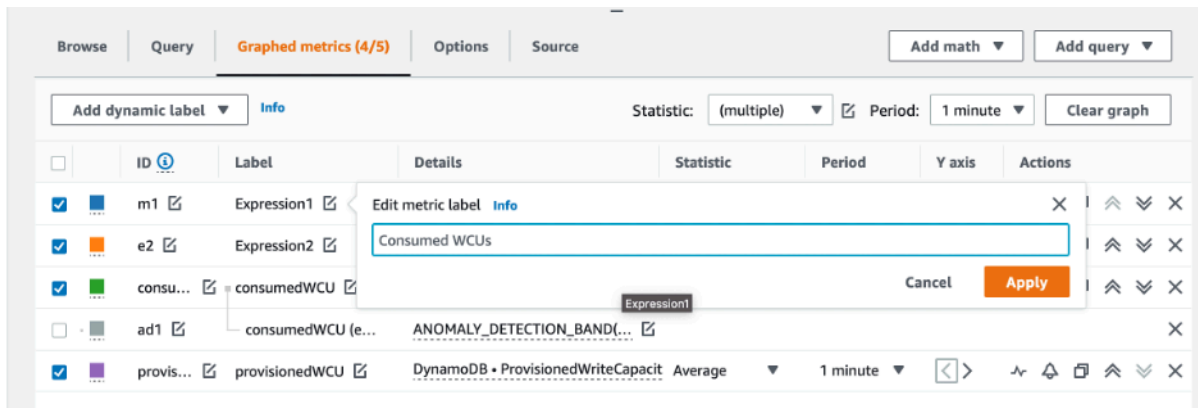 Browse Query Graphed metrics (4/5) Options Source Add math ▼ Add query ▼
Add dynamic label ▼ Info Statistic: (multiple) ▼ Period: 1 minute ▼ Clear graph
ID Label Details Statistic Period Y axis Actions
m1 Expression1 Edit metric label Info
Consumed WCUs
e2 Expression2
Cancel Apply
consu... consumedWCU
Expression1
ad1 consumedWCU (e... ANOMALY_DETECTION_BAND(...
provis... provisionedWCU DynamoDB • ProvisionedWriteCapacit Average ▼ 1 minute ▼ < >